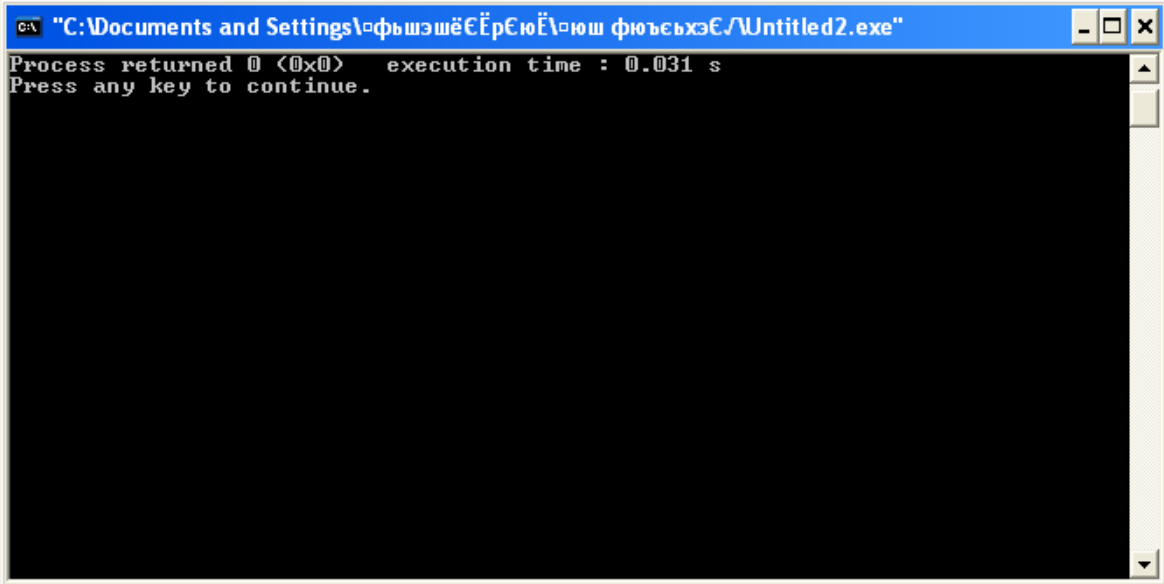 "C:\Documents and Settings\¤фьшэшёЄЁрЄюЁ\¤юш фюъєьхэЄ√\Untitled2.exe"
Process returned 0 (0x0)   execution time : 0.031 s
Press any key to continue.